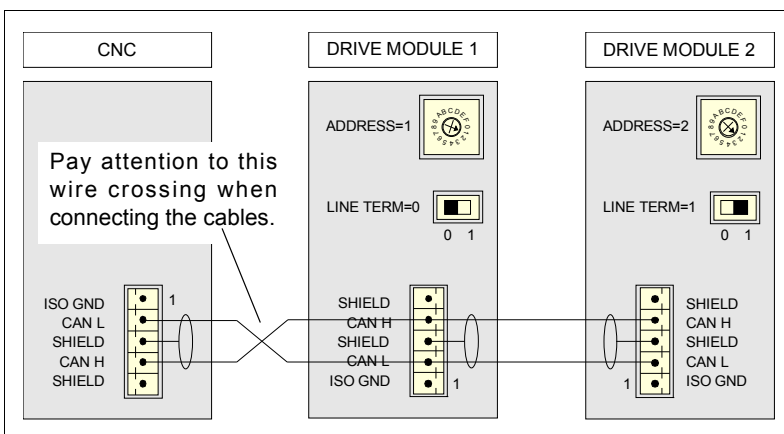 CNC
DRIVE MODULE 1
DRIVE MODULE 2
ADDRESS=1
0123456789ABCDEF
ADDRESS=2
0123456789ABCDEF
Pay attention to this
wire crossing when
connecting the cables.
LINE TERM=0
0 1
LINE TERM=1
0 1
ISO GND
CAN L
SHIELD
CAN H
SHIELD
1
SHIELD
CAN H
SHIELD
CAN L
ISO GND
1
SHIELD
CAN H
SHIELD
CAN L
ISO GND
1